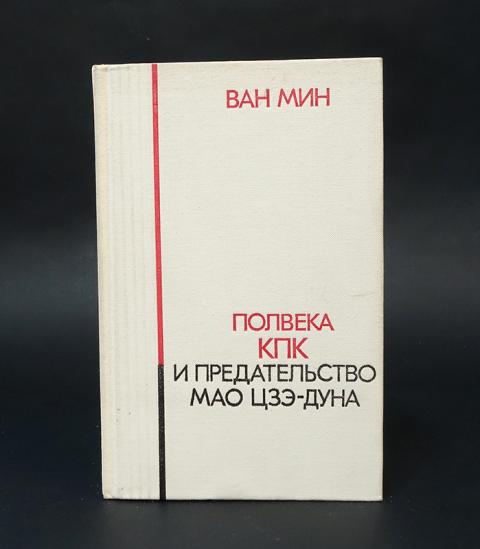 ВАН МИН
ПОЛВЕКА
КПК
И ПРЕДАТЕЛЬСТВО
МАО ЦЗЭ-ДУНА